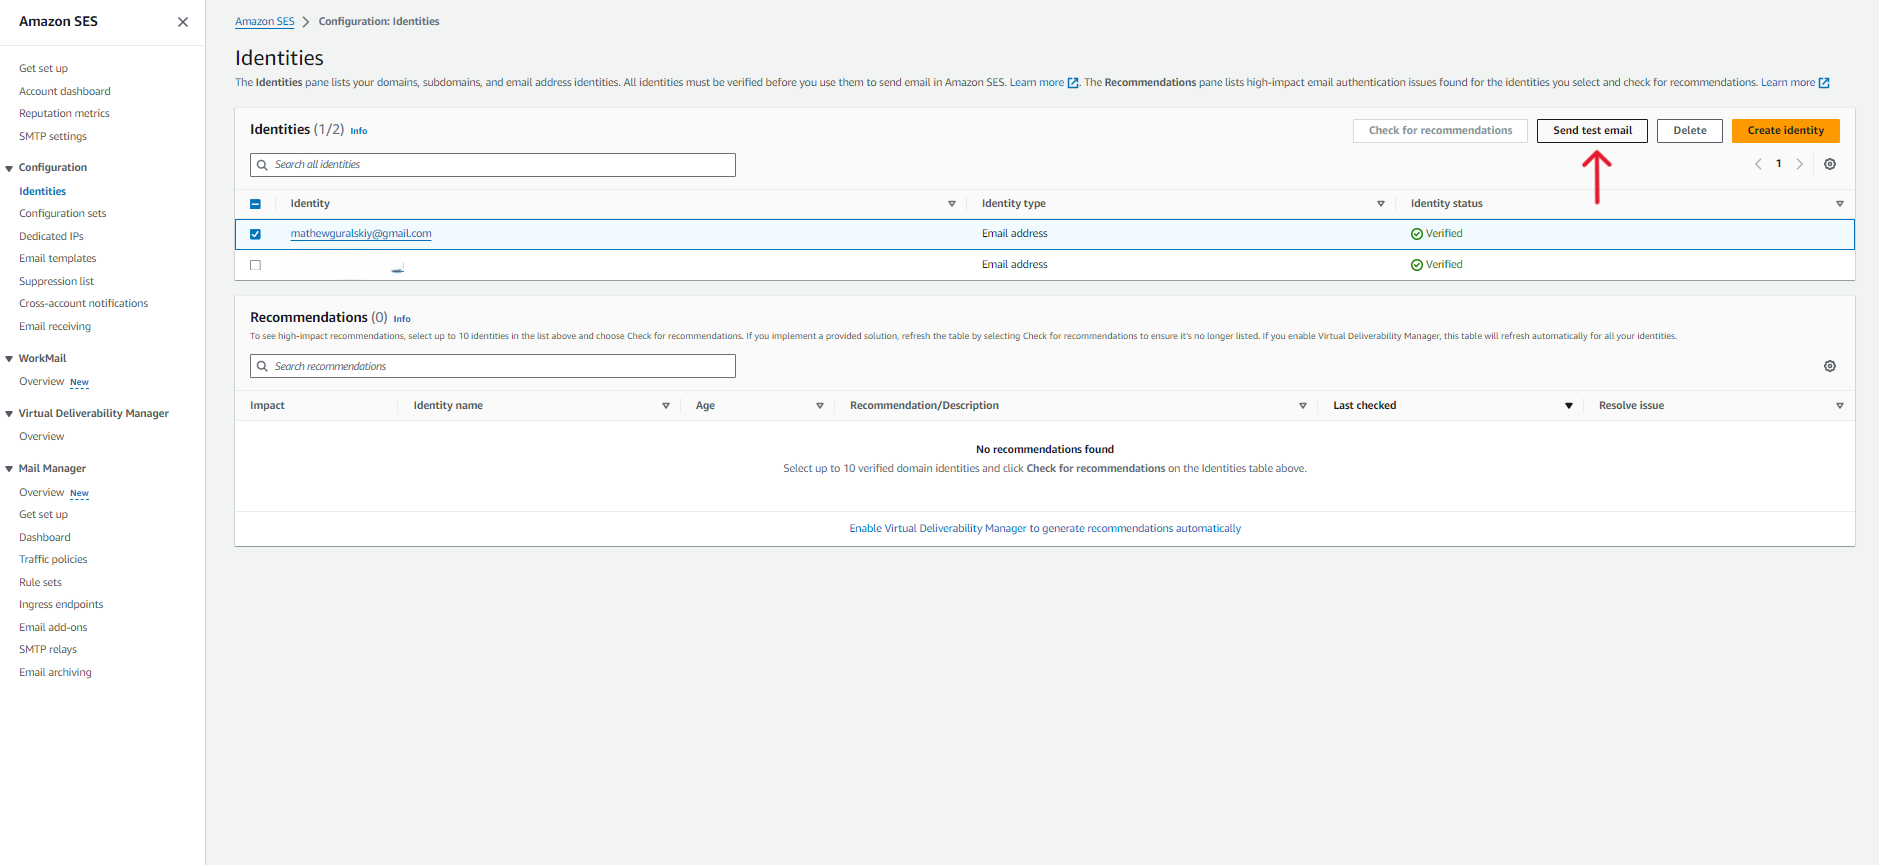 Amazon SES
Get set up
Account dashboard
Reputation metrics
SMTP settings
Configuration
Identities
Configuration sets
Dedicated IPs
Email templates
Suppression list
Cross-account notifications
Email receiving
WorkMail
Overview New
Virtual Deliverability Manager
Overview
Mail Manager
Overview New
Get set up
Dashboard
Traffic policies
Rule sets
Ingress endpoints
Email add-ons
SMTP relays
Email archiving
Amazon SES > Configuration: Identities
Identities
The Identities pane lists your domains, subdomains, and email address identities. All identities must be verified before you use them to send email in Amazon SES. Learn more. The Recommendations pane lists high-impact email authentication issues found for the identities you select and check for recommendations. Learn more
Identities (1/2) Info
Check for recommendations Send test email Delete Create identity
Search all identities
1
Identity Identity type Identity status
mathewguralskiy@gmail.com Email address Verified
Email address Verified
Recommendations (0) Info
To see high-impact recommendations, select up to 10 identities in the list above and choose Check for recommendations. If you implement a provided solution, refresh the table by selecting Check for recommendations to ensure it's no longer listed. If you enable Virtual Deliverability Manager, this table will refresh automatically for all your identities.
Search recommendations
Impact Identity name Age Recommendation/Description Last checked Resolve issue
No recommendations found
Select up to 10 verified domain identities and click Check for recommendations on the Identities table above.
Enable Virtual Deliverability Manager to generate recommendations automatically